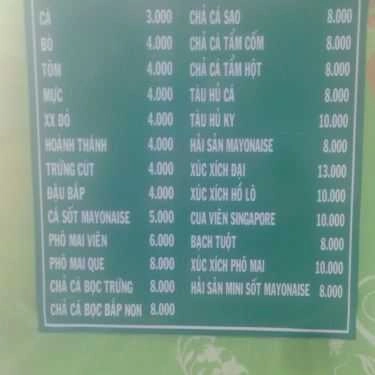 CÁ 3.000
BÒ 4.000
TÔM 4.000
MỰC 4.000
XX ĐỎ 4.000
HOÀNH THÁNH 4.000
TRỨNG CÚT 4.000
ĐẬU BẮP 4.000
CÁ SỐT MAYONAISE 5.000
PHÔ MAI VIÊN 6.000
PHÔ MAI QUE 8.000
CHẢ CÁ BỌC TRỨNG 8.000
CHẢ CÁ BỌC BẮP NON 8.000
CHẢ CÁ SAO 8.000
CHẢ CÁ TẨM CỐM 8.000
CHẢ CÁ TẨM HỘT 8.000
TÀU HỦ CÁ 8.000
TÀU HỦ KY 10.000
HẢI SẢN MAYONAISE 8.000
XÚC XÍCH ĐẠI 13.000
XÚC XÍCH HỒ LÔ 10.000
CUA VIÊN SINGAPORE 10.000
BẠCH TUỘT 8.000
XÚC XÍCH PHÔ MAI 10.000
HẢI SẢN MINI SỐT MAYONAISE 8.000